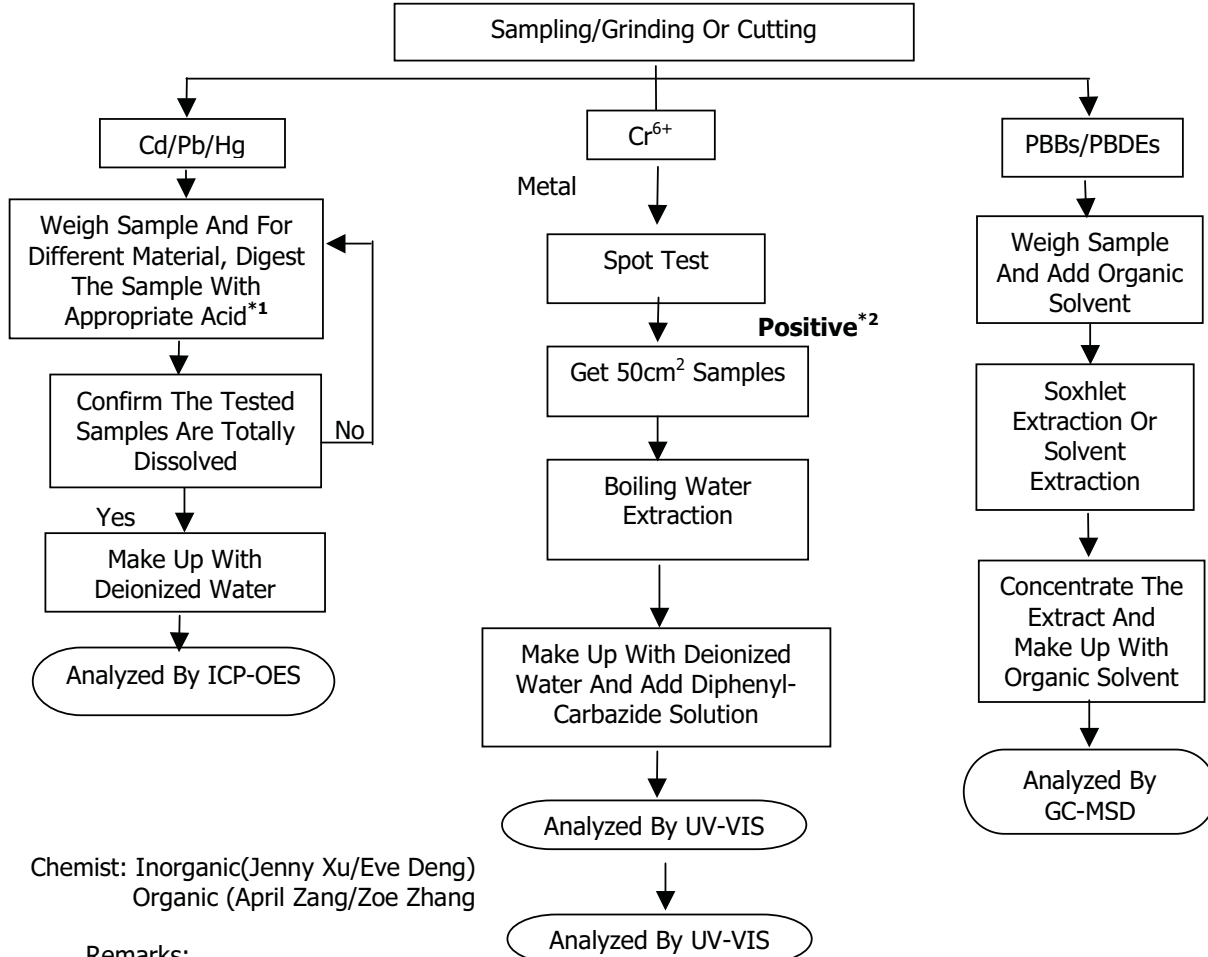 Sampling/Grinding Or Cutting
Cd/Pb/Hg
Weigh Sample And For
Different Material, Digest
The Sample With
Appropriate Acid*1
Confirm The Tested
Samples Are Totally
Dissolved
No
Yes
Make Up With
Deionized Water
Analyzed By ICP-OES
Cr6+
Metal
Spot Test
Positive*2
Get 50cm2 Samples
Boiling Water
Extraction
Make Up With Deionized
Water And Add Diphenyl-
Carbazide Solution
Analyzed By UV-VIS
Analyzed By UV-VIS
PBBs/PBDEs
Weigh Sample
And Add Organic
Solvent
Soxhlet
Extraction Or
Solvent
Extraction
Concentrate The
Extract And
Make Up With
Organic Solvent
Analyzed By
GC-MSD
Chemist: Inorganic(Jenny Xu/Eve Deng)
Organic (April Zang/Zoe Zhang
Remarks: